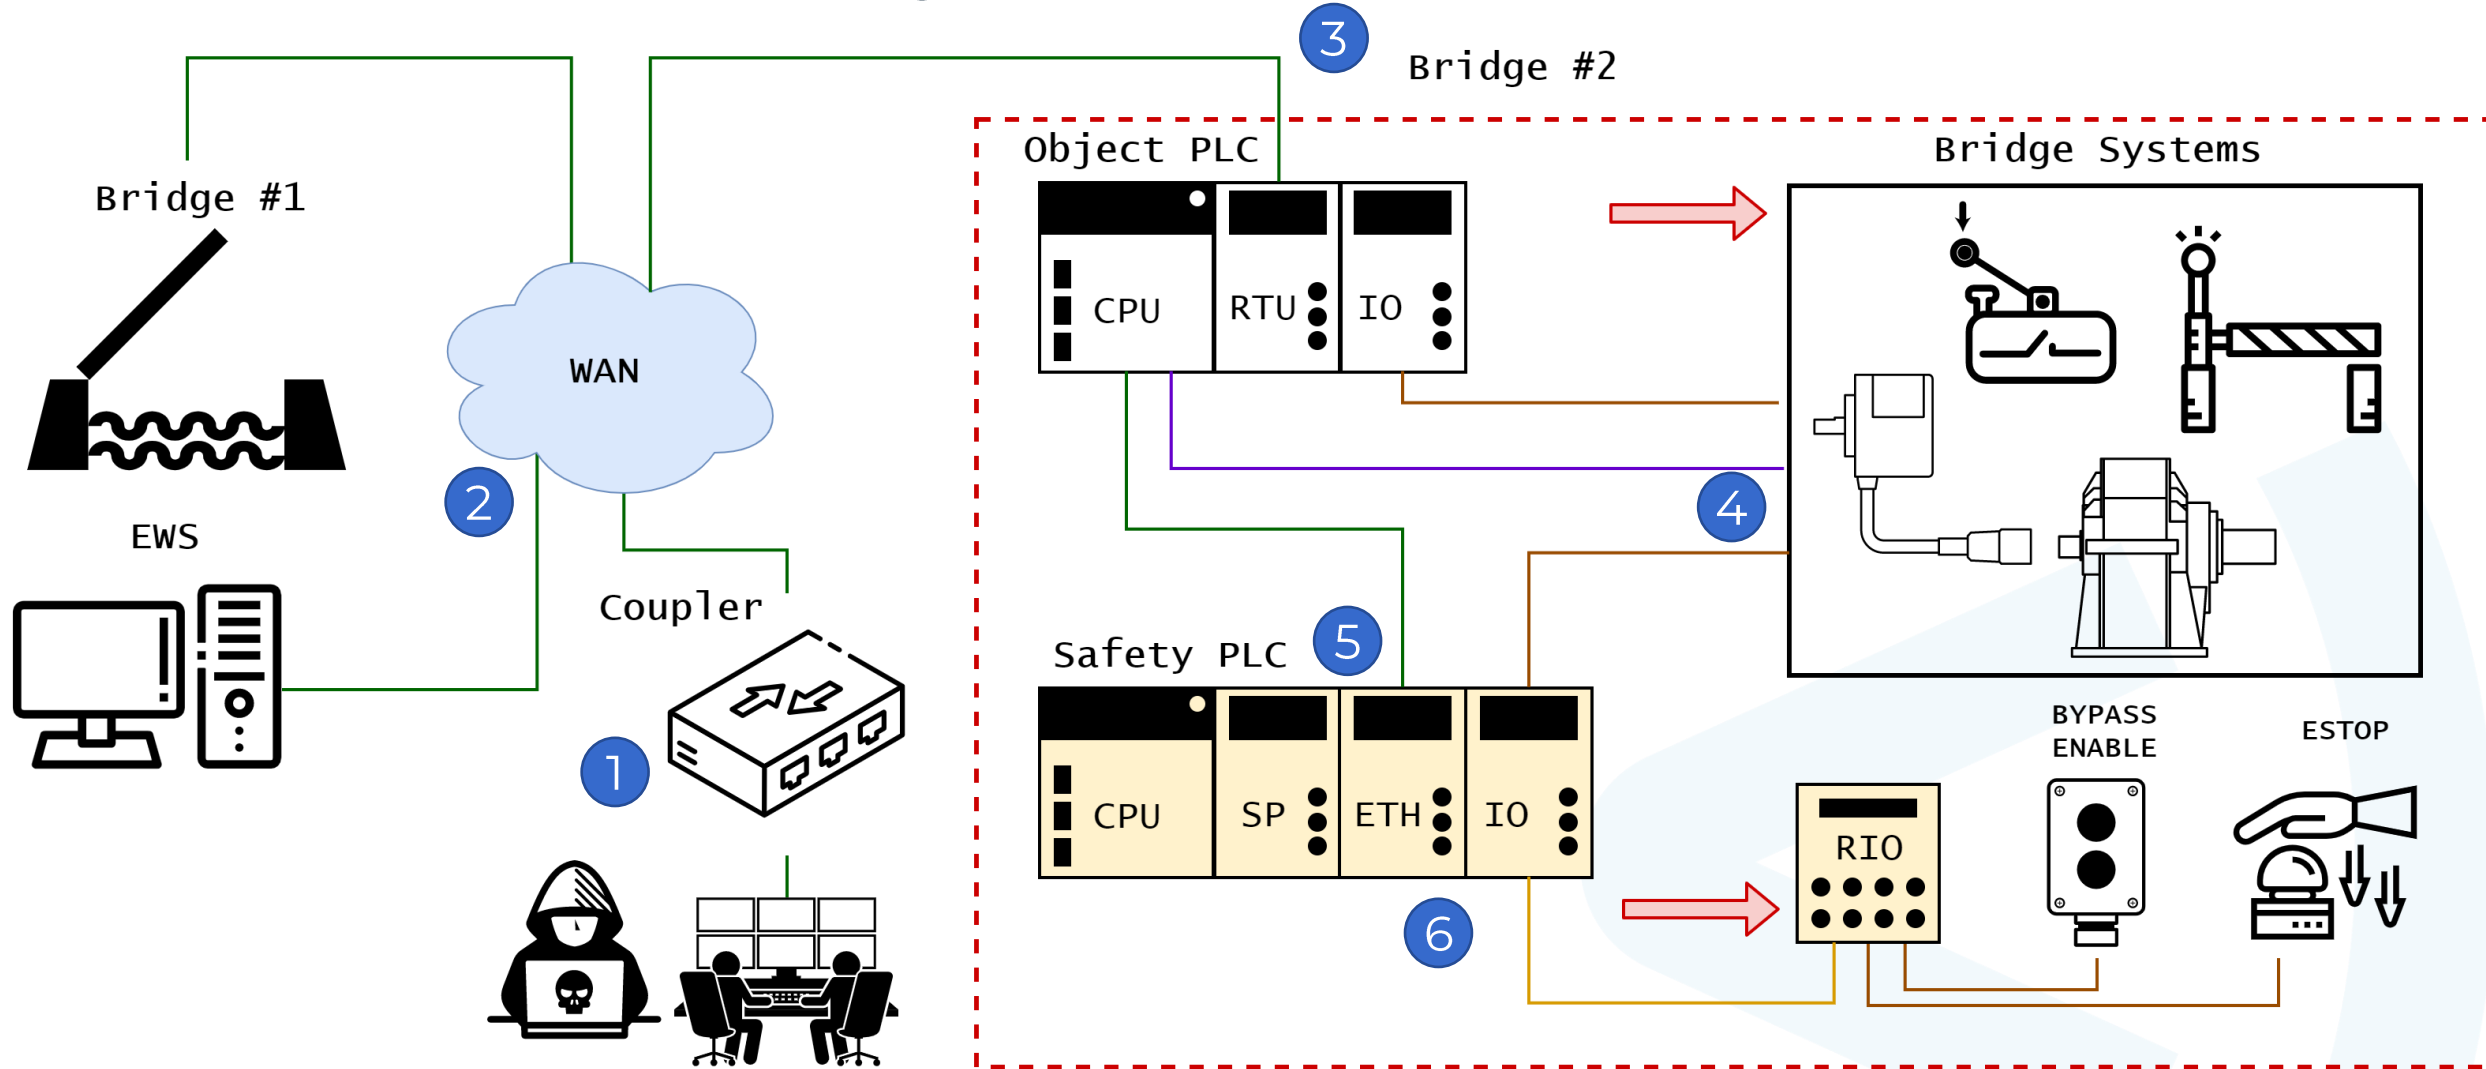 3
Bridge #2
Object PLC
Bridge Systems
Bridge #1
CPU
RTU
IO
WAN
2
4
EWS
Coupler
5
Safety PLC
BYPASS
ENABLE
ESTOP
1
CPU
SP
ETH
IO
RIO
6